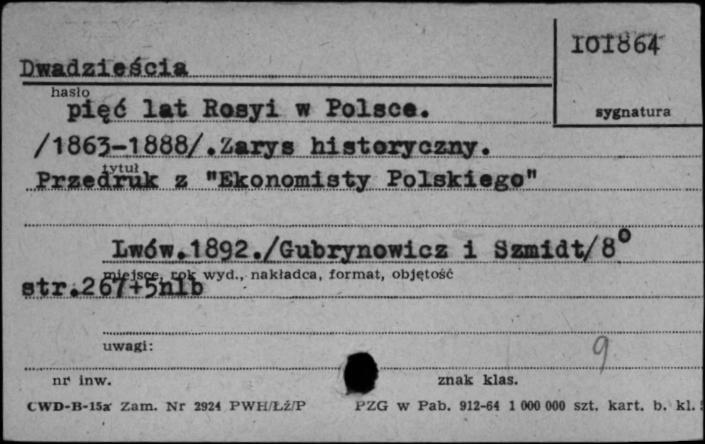 101864
Dwadzieścia
hasło
pięć lat Rosyi w Polsce.
sygnatura
/1863-1888/.Zarys historyczny.
tytuł
Przedruk z "Ekonomisty Polskiego"
Lwów.1892./Gubrynowicz i Szmidt/8°
miejsce, rok wyd., nakładca, format, objętość
str.267+5nlb
uwagi:
9
nr inw.
znak klas.
CWD-B-15a Zam. Nr 2924 PWH/Łź/P
PZG w Pab. 912-64 1 000 000 szt. kart. b. kl.